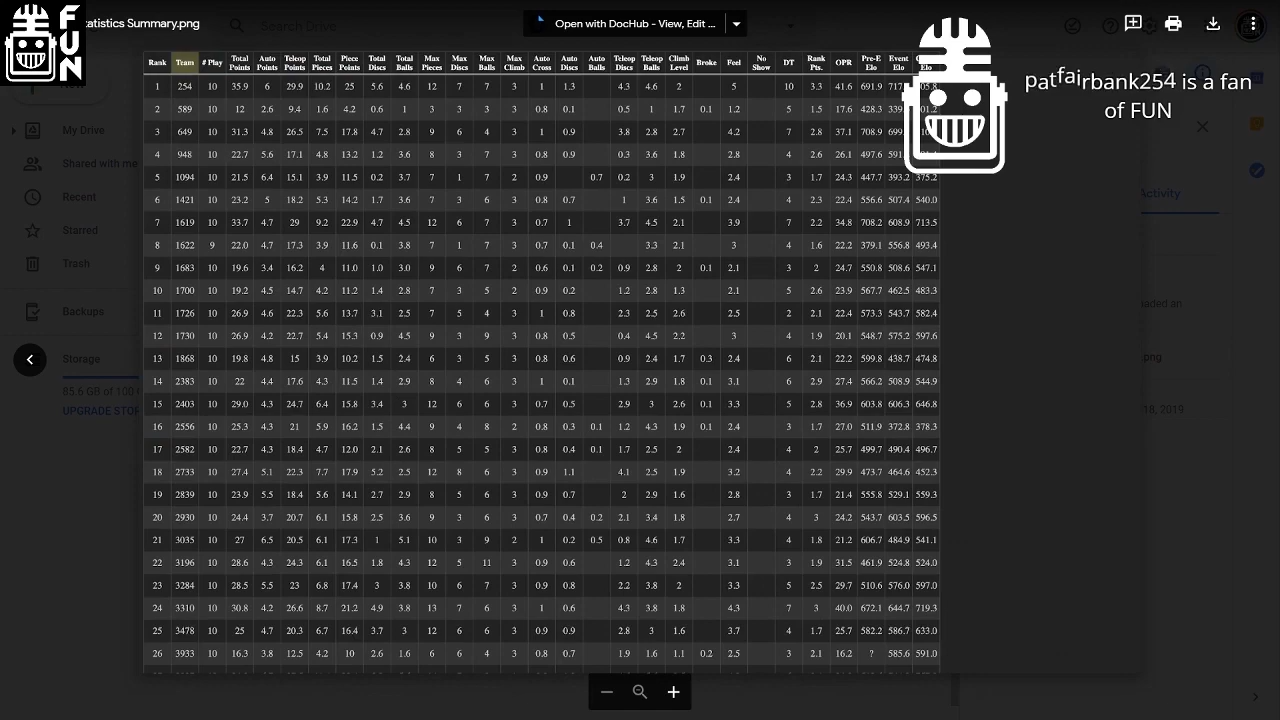 FUN
tatistics Summary.png
Search Drive
Open with DocHub - View, Edit ...
patfairbank254 is a fan
of FUN
My Drive
Shared with me
Recent
Starred
Trash
Backups
Storage
85.6 GB of 100
UPGRADE STOR
Activity
aded an
png
18, 2019
Rank Team # Play Total Points Auto Points Teleop Points Total Pieces Piece Points Total Discs Total Balls Max Pieces Max Discs Max Balls Max Climb Auto Cross Auto Discs Auto Balls Teleop Discs Teleop Balls Climb Level Broke Feel No Show DT Rank Pts. OPR Pre-E Elo Event Elo Elo
1 254 10 35.9 6 29.9 10.2 25 5.6 4.6 12 7 7 3 1 1.3 4.3 4.6 2 5 10 3.3 41.6 691.9 717 05.8
2 589 10 12 2.6 9.4 1.6 4.2 0.6 1 3 3 3 3 0.8 0.1 0.5 1 1.7 0.1 1.2 5 1.5 17.6 428.3 339 01.2
3 649 10 31.3 4.8 26.5 7.5 17.8 4.7 2.8 9 6 4 3 1 0.9 3.8 2.8 2.7 4.2 7 2.8 37.1 708.9 699
4 948 10 22.7 5.6 17.1 4.8 13.2 1.2 3.6 8 3 7 3 0.8 0.9 0.3 3.6 1.8 2.8 4 2.6 26.1 497.6 591
5 1094 10 21.5 6.4 15.1 3.9 11.5 0.2 3.7 7 1 7 3 0.9 0.7 0.2 3 1.9 2.4 3 1.7 24.3 447.7 393.2 375.2
6 1421 10 23.2 5 18.2 5.3 14.2 1.7 3.6 7 6 3 0.8 0.7 1 3.6 1.5 0.1 2.4 4 2.3 22.4 556.6 507.4 540.0
7 1619 10 33.7 4.7 29 9.2 22.9 4.7 4.5 12 6 7 3 0.7 1 3.7 4.5 2.1 3.9 7 2.2 34.8 708.2 608.9 713.5
8 1622 9 22.0 4.7 17.3 3.9 11.6 0.1 3.8 7 1 7 3 0.7 0.1 0.4 3.3 2.1 3 4 1.6 22.2 379.1 556.8 493.4
9 1683 10 19.6 3.4 16.2 4 11.0 1.0 3.0 9 6 7 2 0.6 0.1 0.2 0.9 2.8 2 0.1 2.1 3 2 24.7 550.8 508.6 547.1
10 1700 10 19.2 4.5 14.7 4.2 11.2 1.4 2.8 7 3 5 2 0.9 0.2 1.2 2.8 1.3 2.1 5 2.6 23.9 567.7 462.5 483.3
11 1726 10 26.9 4.6 22.3 5.6 13.7 3.1 2.5 7 3 4 3 1 0.8 2.3 2.5 2.6 2.5 2 2.1 22.4 573.3 543.7 582.4
12 1730 10 26.9 4.2 22.7 5.4 15.3 0.9 4.5 9 3 9 3 0.8 0.5 0.4 4.5 2.2 3 4 1.9 20.1 548.7 575.2 597.6
13 1868 10 19.8 4.8 15 3.9 10.2 1.5 2.4 6 3 5 3 0.8 0.6 0.9 2.4 1.7 0.3 2.4 6 2.1 22.2 599.8 438.7 474.8
14 2383 10 22 4.4 17.6 4.3 11.5 1.4 2.9 8 4 6 3 1 0.1 1.3 2.9 1.8 0.1 3.1 6 2.9 27.4 566.2 508.9 544.9
15 2403 10 29.0 4.3 24.7 6.4 15.8 3.4 3 12 6 6 3 0.7 0.5 2.9 3 2.6 0.1 3.3 5 2.8 36.9 603.8 606.3 646.8
16 2556 10 25.3 4.3 21 5.9 16.2 1.5 4.4 9 4 8 2 0.8 0.3 0.1 1.2 4.3 1.9 0.1 2.4 3 1.7 27.0 511.9 372.8 378.3
17 2582 10 22.7 4.3 18.4 4.7 12.0 2.1 2.6 8 5 5 3 0.8 0.4 0.1 1.7 2.5 2 2.4 4 2 25.7 499.7 490.4 496.7
18 2733 10 27.4 5.1 22.3 7.7 17.9 5.2 2.5 12 8 6 3 0.9 1.1 4.1 2.5 1.9 3.2 4 2.2 29.9 473.7 464.6 452.3
19 2839 10 23.9 5.5 18.4 5.6 14.1 2.7 2.9 8 5 6 3 0.9 0.7 2 2.9 1.6 2.8 3 1.7 21.4 555.8 529.1 559.3
20 2930 10 24.4 3.7 20.7 6.1 15.8 2.5 3.6 9 3 6 3 0.7 0.4 0.2 2.1 3.4 1.8 2.7 4 3 24.2 543.7 603.5 596.5
21 3035 10 27 6.5 20.5 6.1 17.3 1 5.1 10 3 9 2 1 0.2 0.5 0.8 4.6 1.7 3.3 4 1.8 21.2 606.7 484.9 541.1
22 3196 10 28.6 4.3 24.3 6.1 16.5 1.8 4.3 12 5 11 3 0.9 0.6 1.2 4.3 2.4 3.1 3 1.9 31.5 461.9 524.8 524.0
23 3284 10 28.5 5.5 23 6.8 17.4 3 3.8 10 6 7 3 0.9 0.8 2.2 3.8 2 3.3 5 2.5 29.7 510.6 576.0 597.0
24 3310 10 30.8 4.2 26.6 8.7 21.2 4.9 3.8 13 7 6 3 1 0.6 4.3 3.8 1.8 4.3 7 3 40.0 672.1 644.7 719.3
25 3478 10 25 4.7 20.3 6.7 16.4 3.7 3 12 6 6 3 0.9 0.9 2.8 3 1.6 3.7 4 1.7 25.7 582.2 586.7 633.0
26 3933 10 16.3 3.8 12.5 4.2 10 2.6 1.6 6 6 4 3 0.8 0.7 1.9 1.6 1.1 0.2 2.5 3 2.1 16.2 ? 585.6 591.0